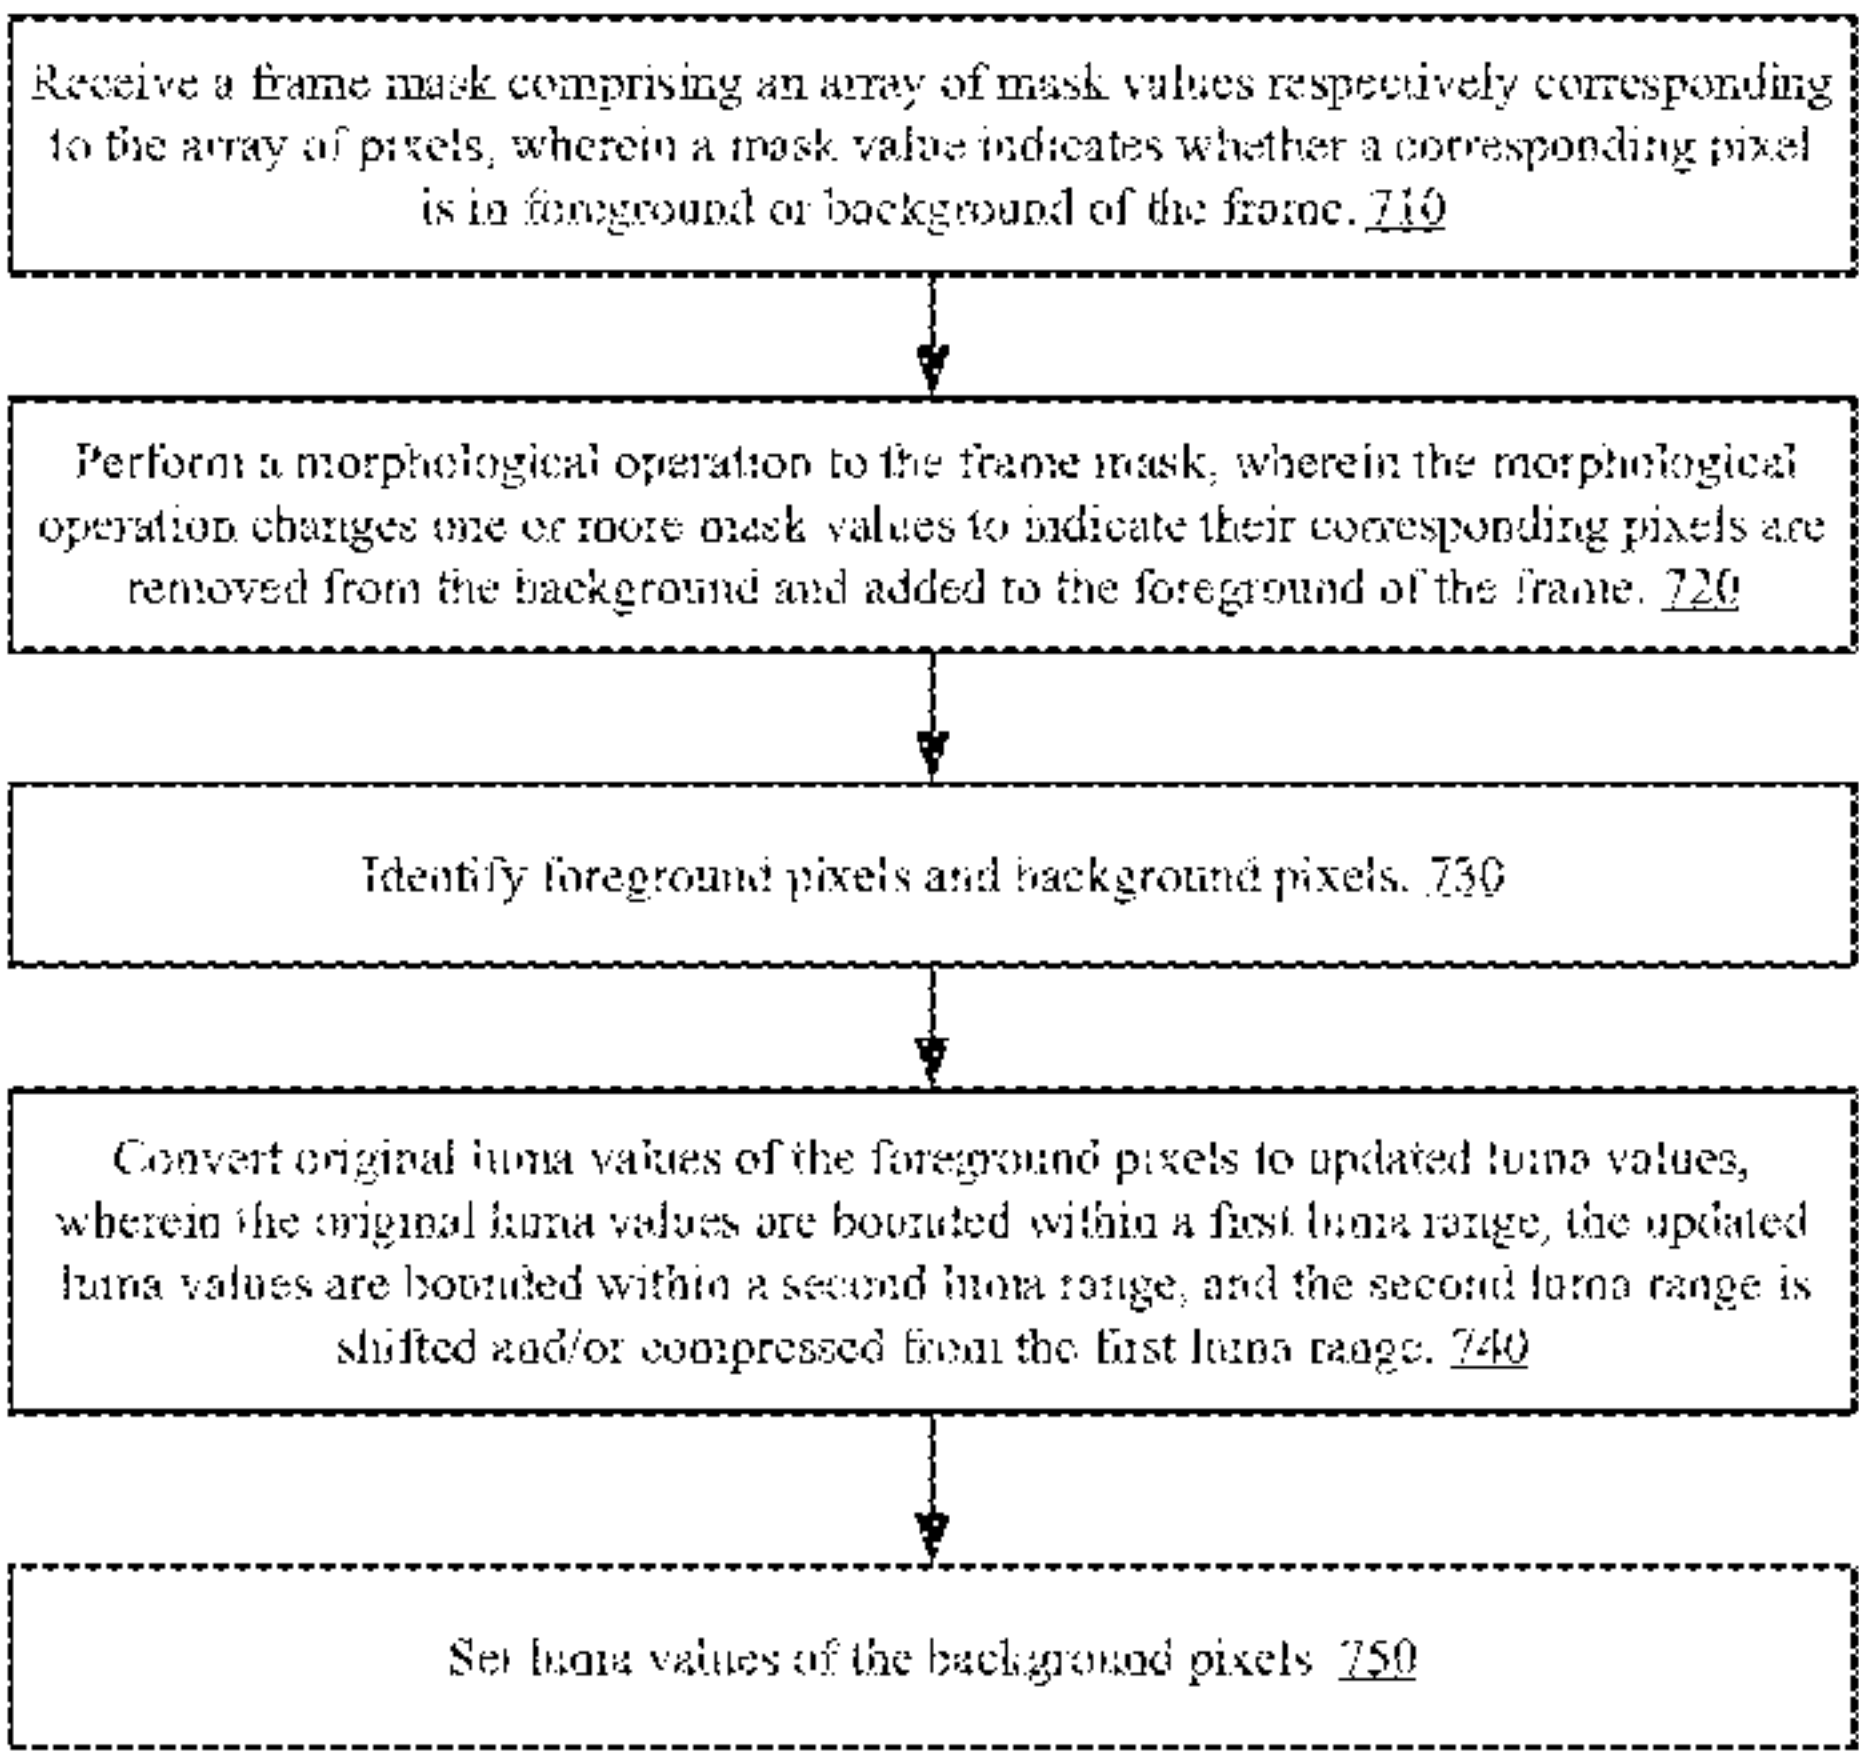 Receive a frame mask comprising an array of mask values respectively corresponding
to the array of pixels, wherein a mask value indicates whether a corresponding pixel
is in foreground or background of the frame. 710
Perform a morphological operation to the frame mask, wherein the morphological
operation changes one or more mask values to indicate their corresponding pixels are
removed from the background and added to the foreground of the frame. 720
Identify foreground pixels and background pixels. 730
Convert original luma values of the foreground pixels to updated luma values,
wherein the original luma values are bounded within a first luma range, the updated
luma values are bounded within a second luma range, and the second luma range is
shifted and/or compressed from the first luma range. 740
Set luma values of the background pixels 750